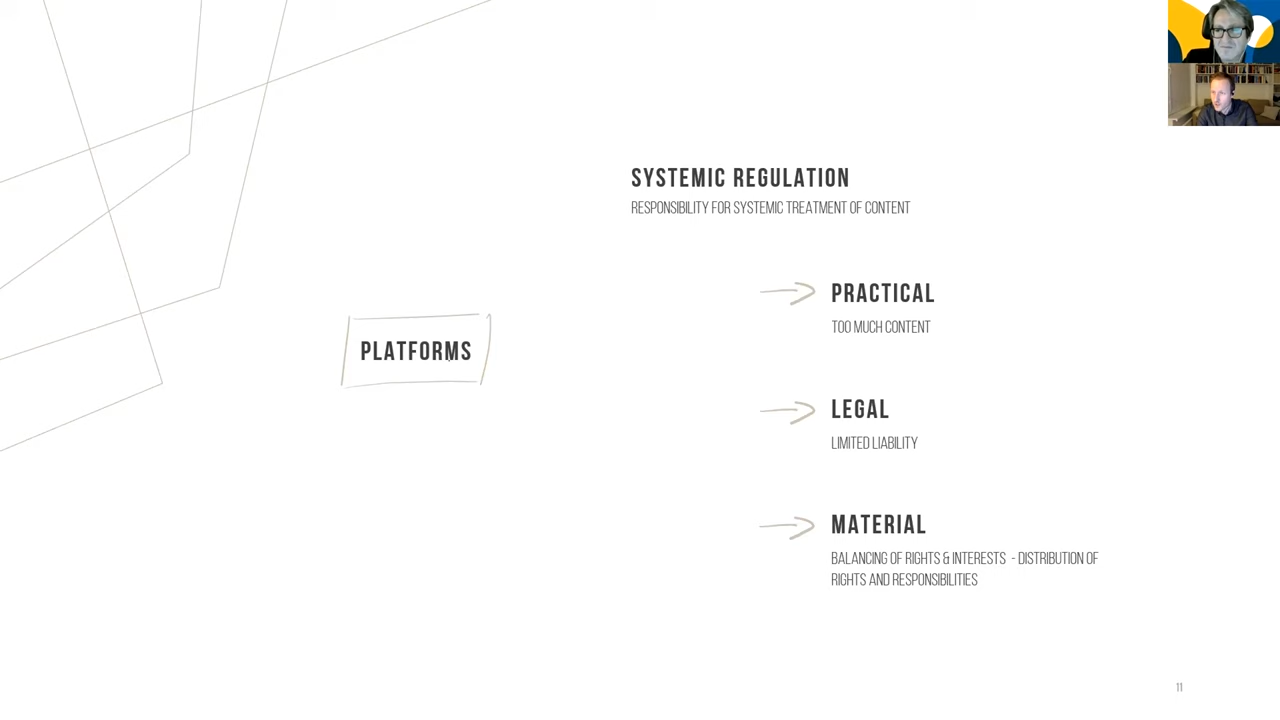 SYSTEMIC REGULATION
RESPONSIBILITY FOR SYSTEMIC TREATMENT OF CONTENT
PRACTICAL
TOO MUCH CONTENT
PLATFORMS
LEGAL
LIMITED LIABILITY
MATERIAL
BALANCING OF RIGHTS & INTERESTS - DISTRIBUTION OF
RIGHTS AND RESPONSIBILITIES
11